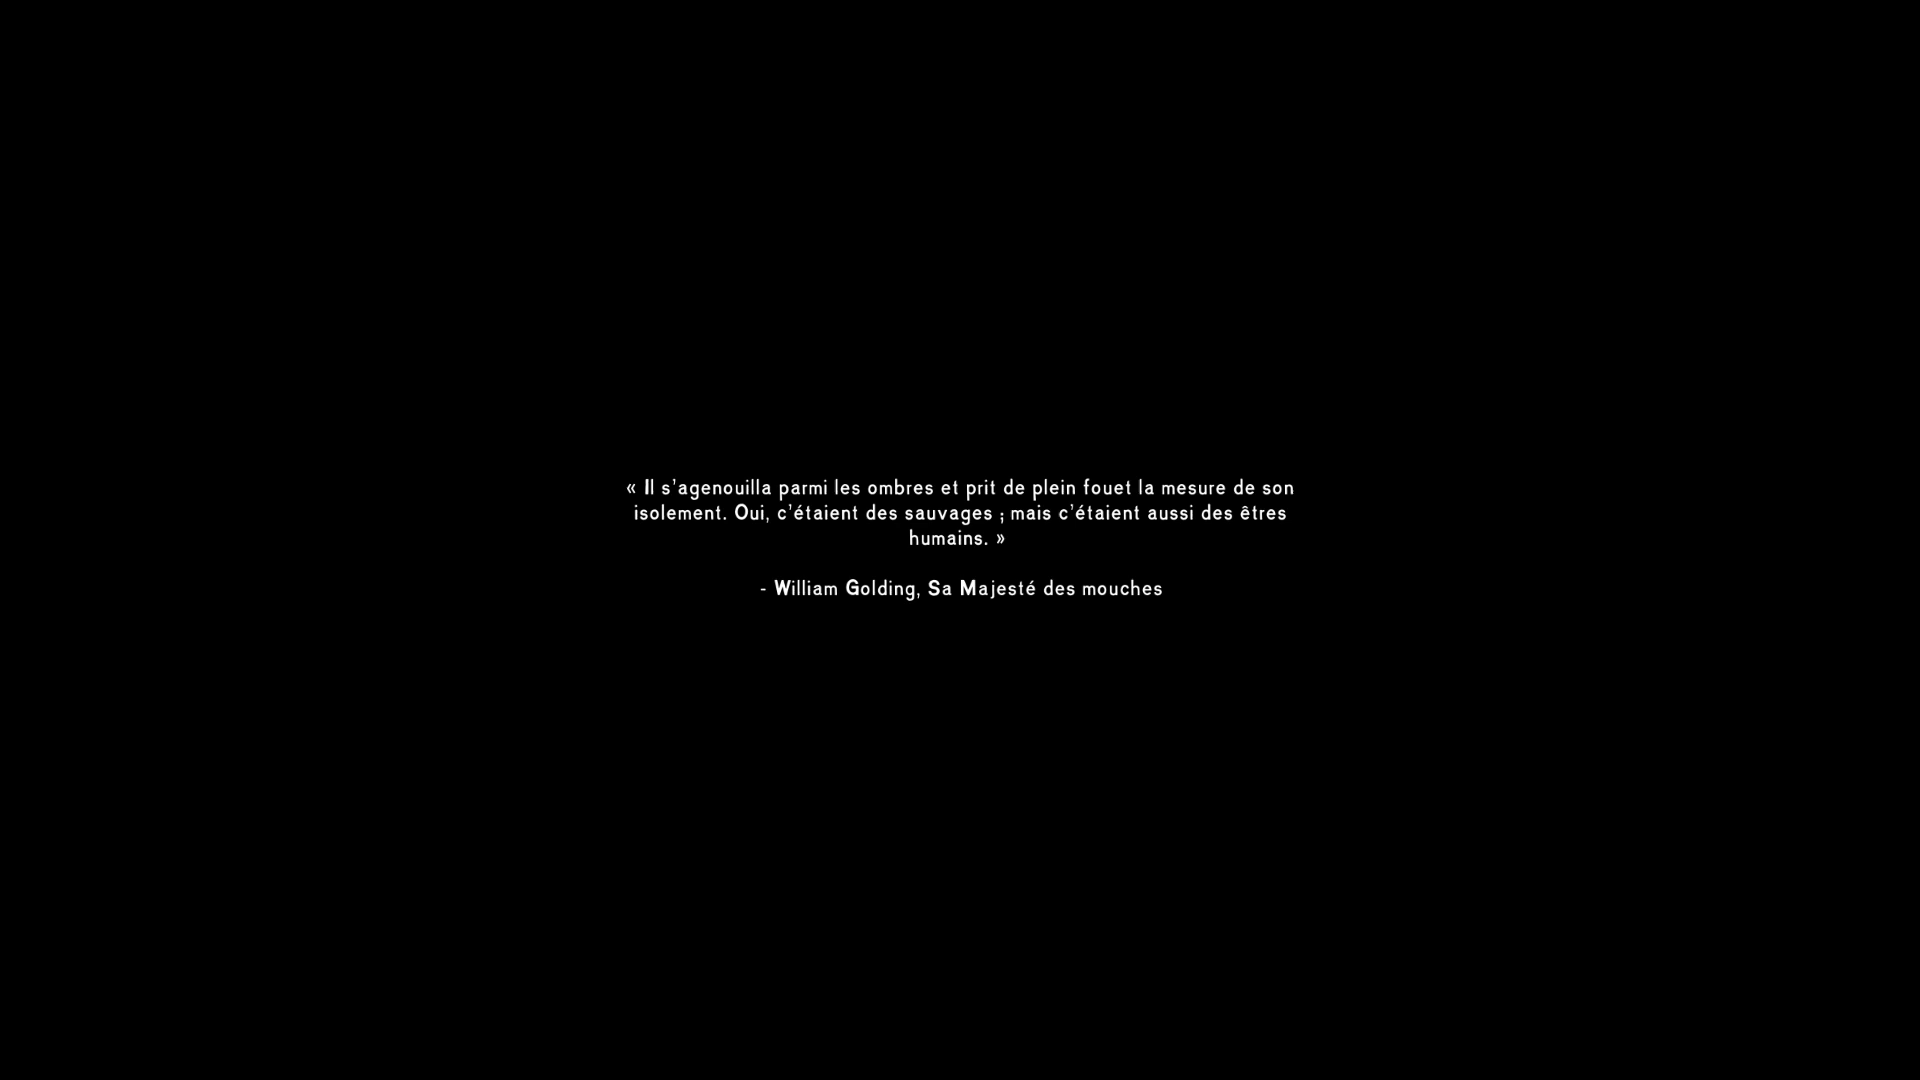 « Il s’agenouilla parmi les ombres et prit de plein fouet la mesure de son
isolement. Oui, c’étaient des sauvages ; mais c’étaient aussi des êtres
humains. »
- William Golding, Sa Majesté des mouches